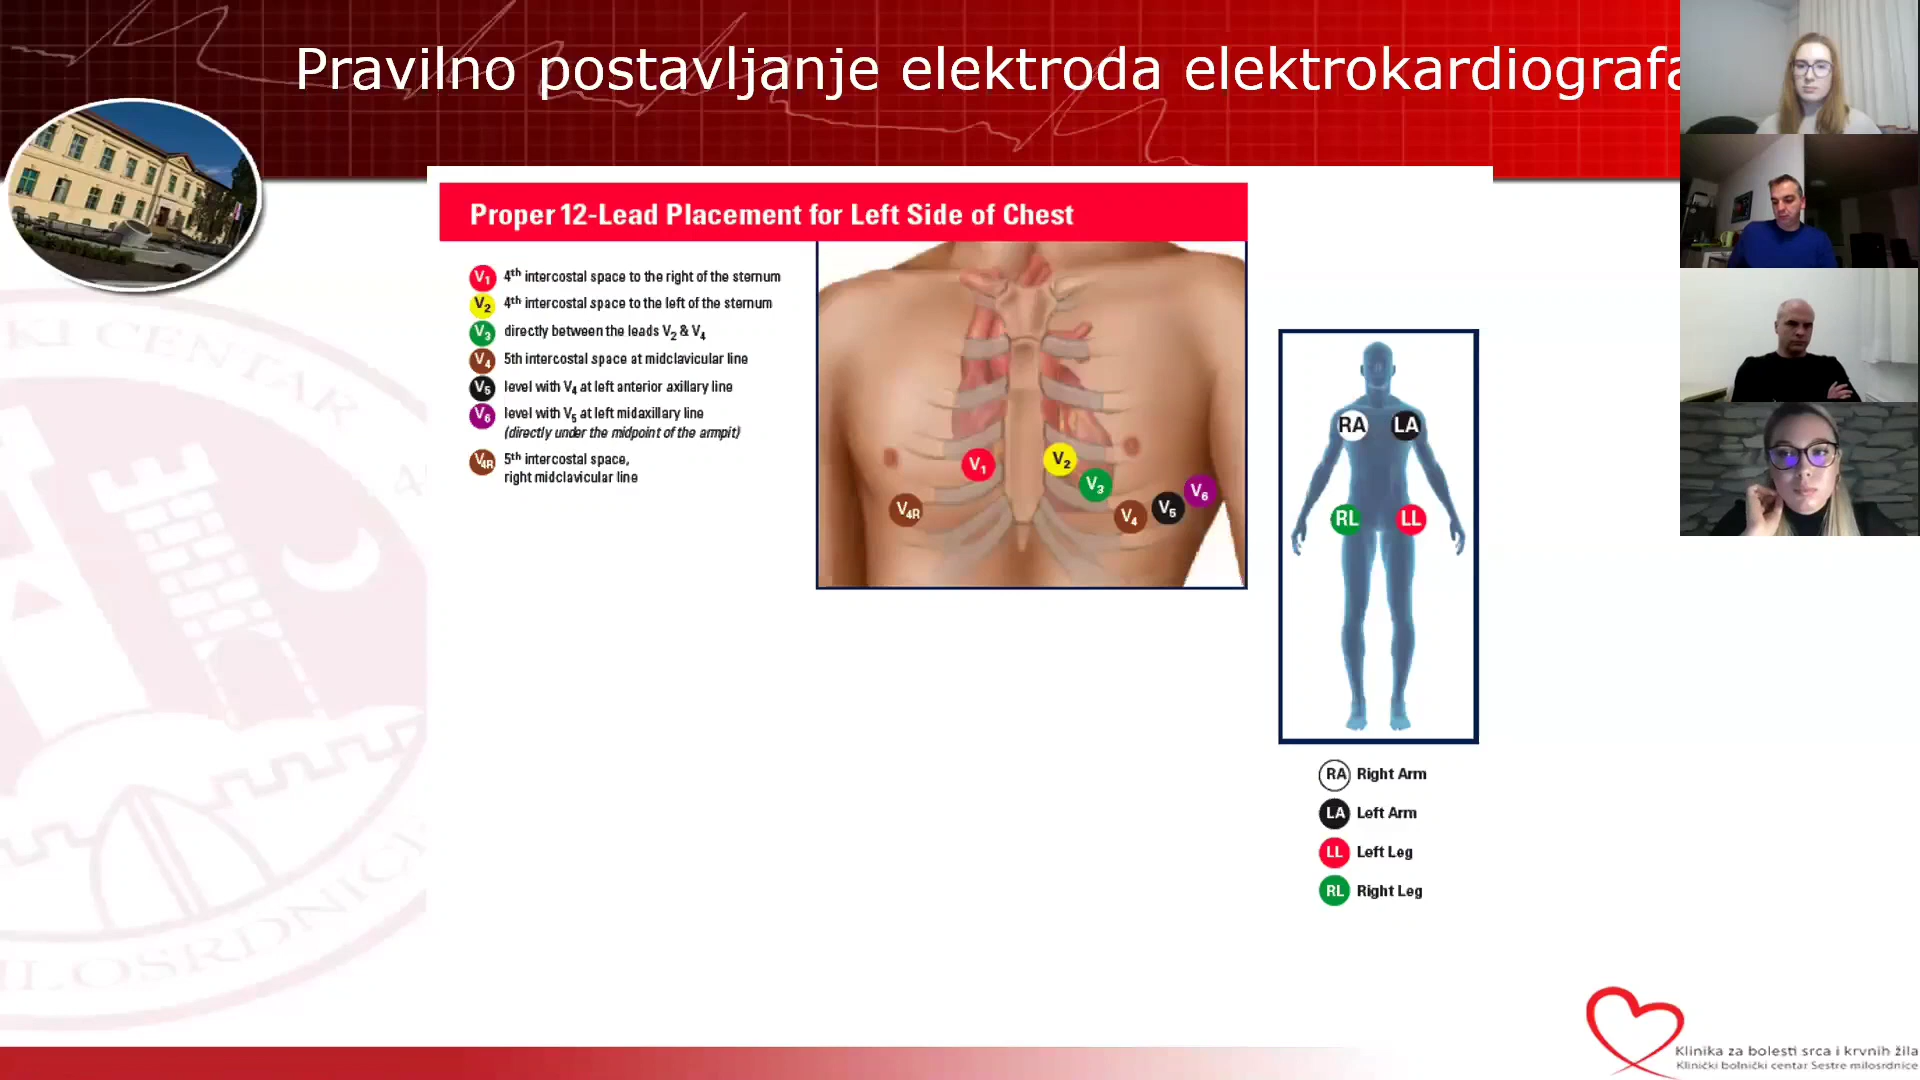 Pravilno postavljanje elektroda elektrokardiografa
Proper 12-Lead Placement for Left Side of Chest
V1 4th intercostal space to the right of the sternum
V2 4th intercostal space to the left of the sternum
V3 directly between the leads V2 & V4
V4 5th intercostal space at midclavicular line
V5 level with V4 at left anterior axillary line
V6 level with V5 at left midaxillary line
(directly under the midpoint of the armpit)
V4R 5th intercostal space,
right midclavicular line
V1
V2
V3
V4R
V4
V5
V6
RA LA
RL LL
RA Right Arm
LA Left Arm
LL Left Leg
RL Right Leg
KI CENTAR
MILOSRDNICE
Klinika za bolesti srca i krvnih žila
Klinički bolnički centar Sestre milosrdnice